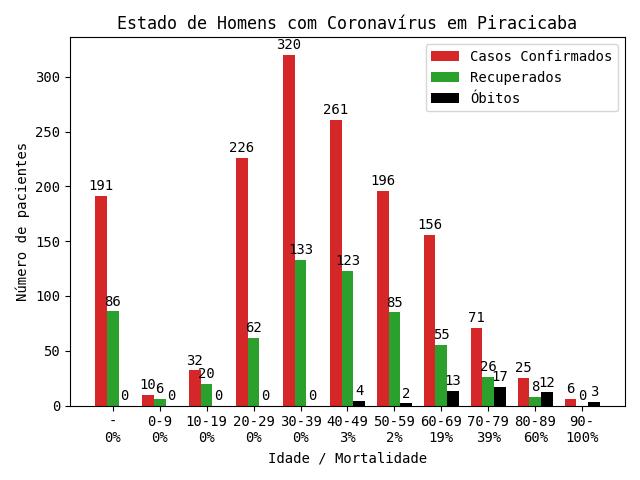 Estado de Homens com Coronavírus em Piracicaba
Casos Confirmados
Recuperados
Óbitos
Número de pacientes
300
250
200
150
100
50
0
191 86 0
10 6 0
32 20 0
226 62 0
320 133 0
261 123 4
196 85 2
156 55 13
71 26 17
25 8 12
6 0 3
- 0-9 10-19 20-29 30-39 40-49 50-59 60-69 70-79 80-89 90-
0% 0% 0% 0% 0% 3% 2% 19% 39% 60% 100%
Idade / Mortalidade